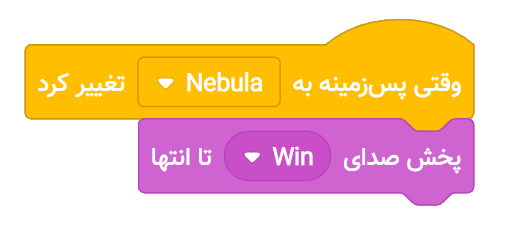 وقتی پس‌زمینه به Nebula تغییر کرد
پخش صدای Win تا انتها